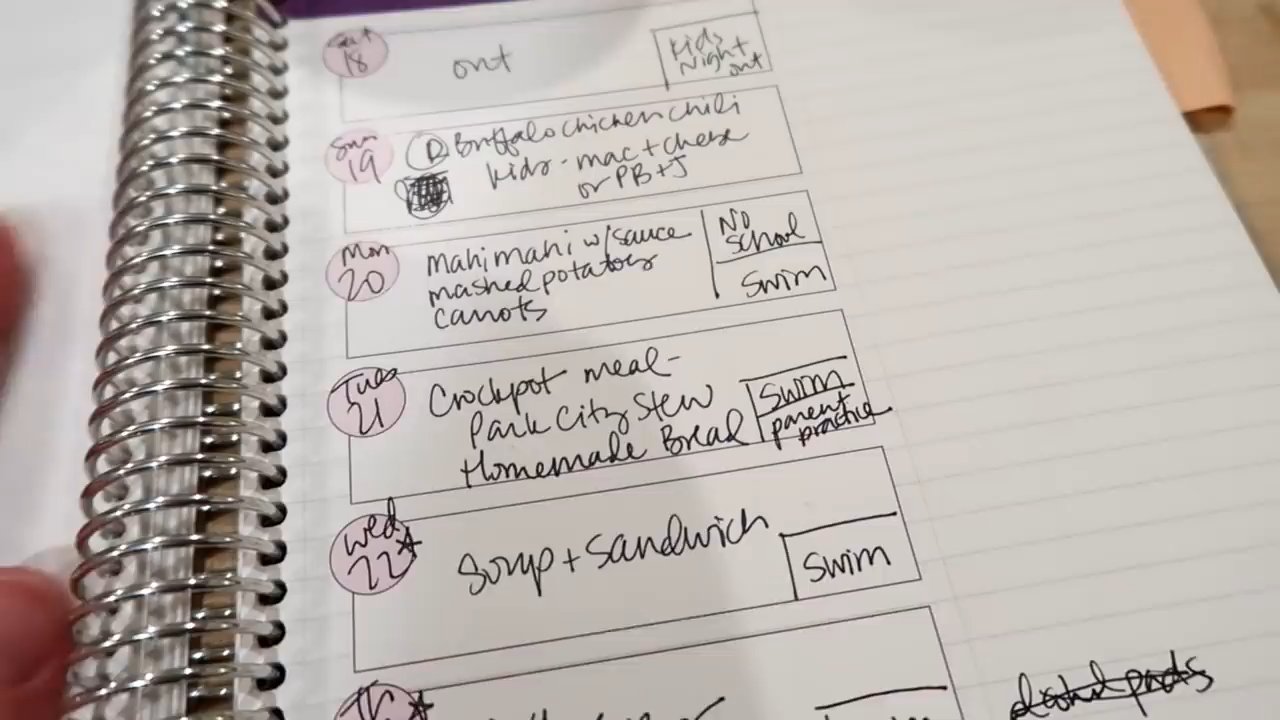 Sat
18
out
Kids
Night
out
Sun
19
D Buffalo chicken chili
kids - mac + cheese
or PB+J
Mon
20
mahi mahi w/sauce
mashed potatoes
carrots
No
School
Swim
Tues
21
Crockpot meal-
Park City Stew
Homemade Bread
Swim
parent
practice
Wed
22
Soup + Sandwich
Swim